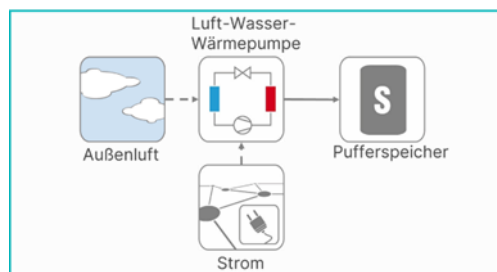 Luft-Wasser-
Wärmepumpe
S
Außenluft
Pufferspeicher
Strom